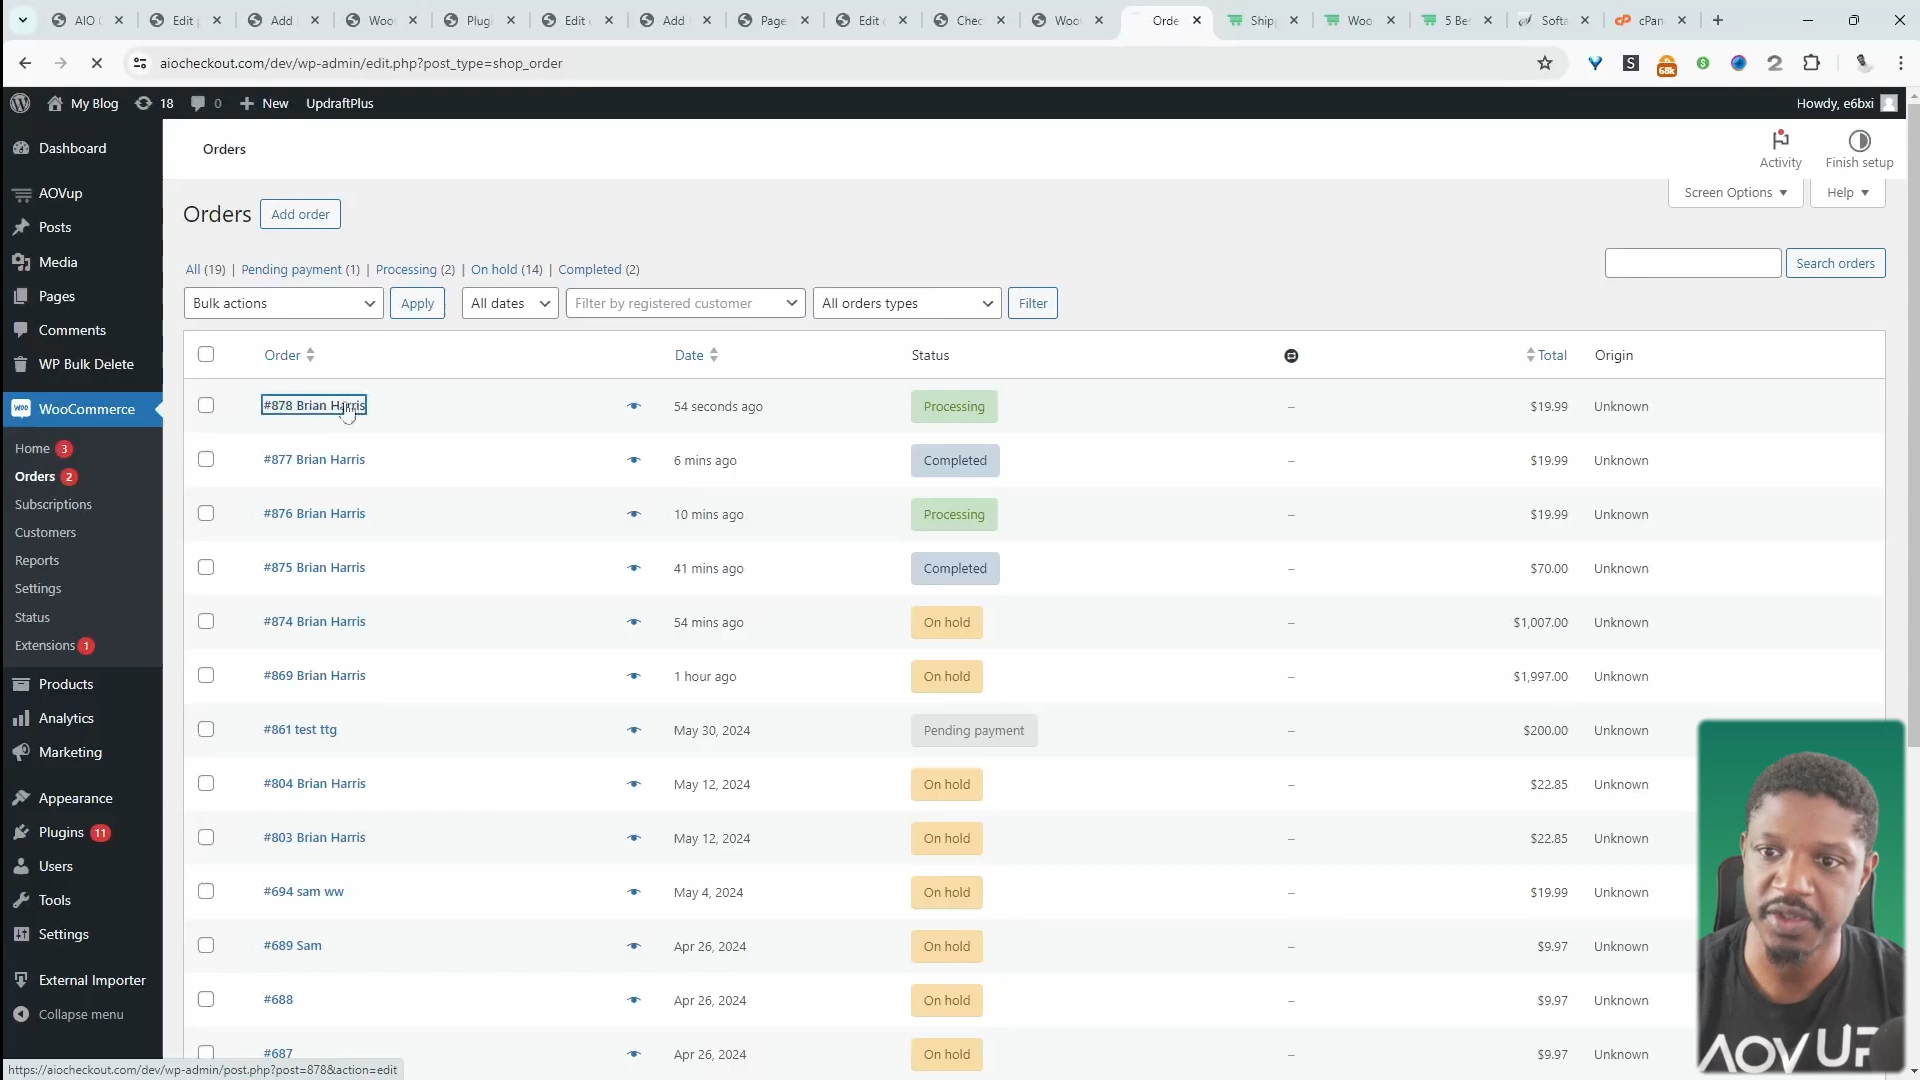 AIO C
Edit p
Add
Woo
Plugi
Edit
Add
Page
Edit
Chec
Woo
Orde
Ship
Woo
5 Be
Softa
cPan
aiocheckout.com/dev/wp-admin/edit.php?post_type=shop_order
68k
My Blog
18
0
New
UpdraftPlus
Howdy, e6bxi
Dashboard
AOVup
Posts
Media
Pages
Comments
WP Bulk Delete
WooCommerce
Home 3
Orders 2
Subscriptions
Customers
Reports
Settings
Status
Extensions 1
Products
Analytics
Marketing
Appearance
Plugins 11
Users
Tools
Settings
External Importer
Collapse menu
Orders
Activity
Finish setup
Screen Options
Help
Orders
Add order
All (19) | Pending payment (1) | Processing (2) | On hold (14) | Completed (2)
Search orders
Bulk actions
Apply
All dates
Filter by registered customer
All orders types
Filter
Order Date Status Total Origin
#878 Brian Harris 54 seconds ago Processing – $19.99 Unknown
#877 Brian Harris 6 mins ago Completed – $19.99 Unknown
#876 Brian Harris 10 mins ago Processing – $19.99 Unknown
#875 Brian Harris 41 mins ago Completed – $70.00 Unknown
#874 Brian Harris 54 mins ago On hold – $1,007.00 Unknown
#869 Brian Harris 1 hour ago On hold – $1,997.00 Unknown
#861 test ttg May 30, 2024 Pending payment – $200.00 Unknown
#804 Brian Harris May 12, 2024 On hold – $22.85 Unknown
#803 Brian Harris May 12, 2024 On hold – $22.85 Unknown
#694 sam ww May 4, 2024 On hold – $19.99 Unknown
#689 Sam Apr 26, 2024 On hold – $9.97 Unknown
#688 Apr 26, 2024 On hold – $9.97 Unknown
#687 Apr 26, 2024 On hold – $9.97 Unknown
AOVUP
https://aiocheckout.com/dev/wp-admin/post.php?post=878&action=edit